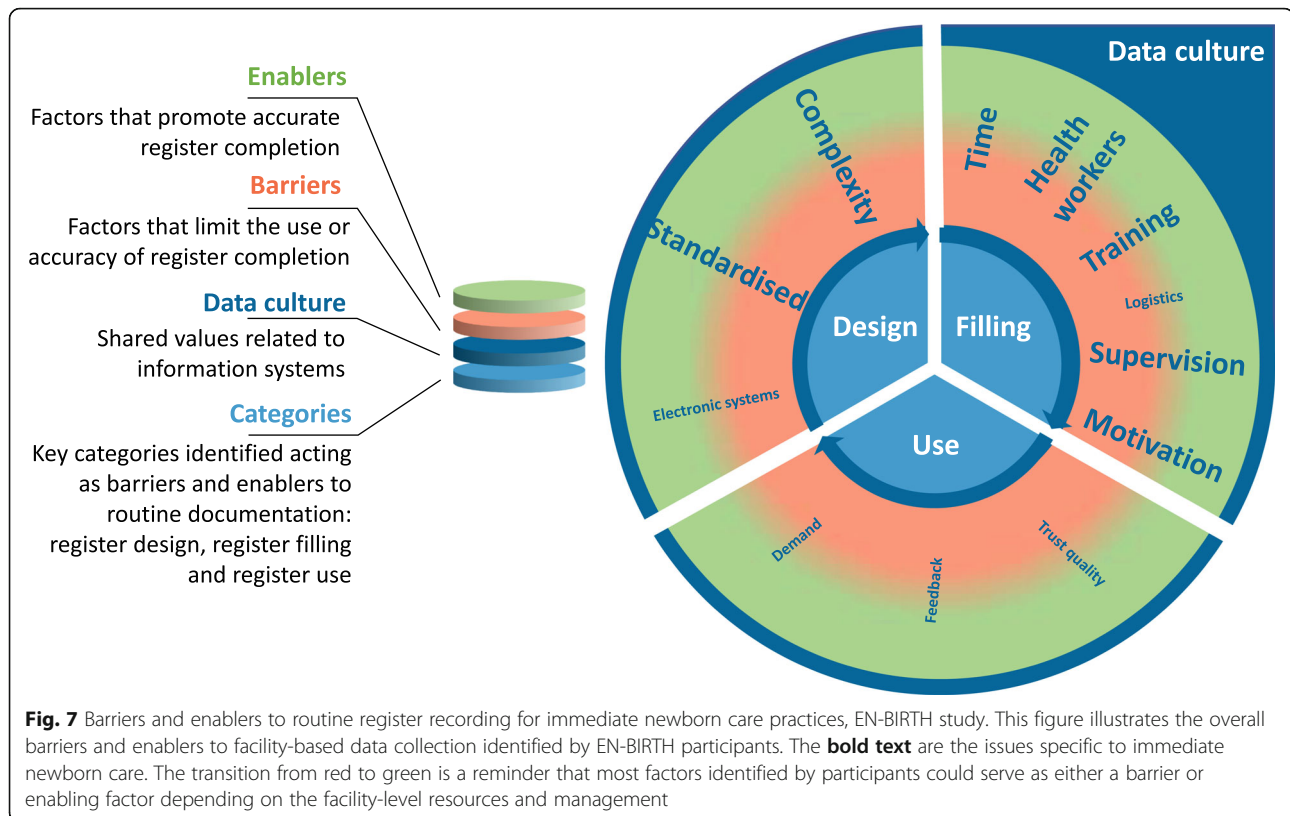 Enablers
Factors that promote accurate
register completion
Barriers
Factors that limit the use or
accuracy of register completion
Data culture
Shared values related to
information systems
Categories
Key categories identified acting
as barriers and enablers to
routine documentation:
register design, register filling
and register use
Data culture
Complexity
Standardised
Electronic systems
Design
Time
Health
workers
Training
Logistics
Supervision
Motivation
Filling
Use
Demand
Feedback
Trust quality
Fig. 7 Barriers and enablers to routine register recording for immediate newborn care practices, EN-BIRTH study. This figure illustrates the overall
barriers and enablers to facility-based data collection identified by EN-BIRTH participants. The bold text are the issues specific to immediate
newborn care. The transition from red to green is a reminder that most factors identified by participants could serve as either a barrier or
enabling factor depending on the facility-level resources and management